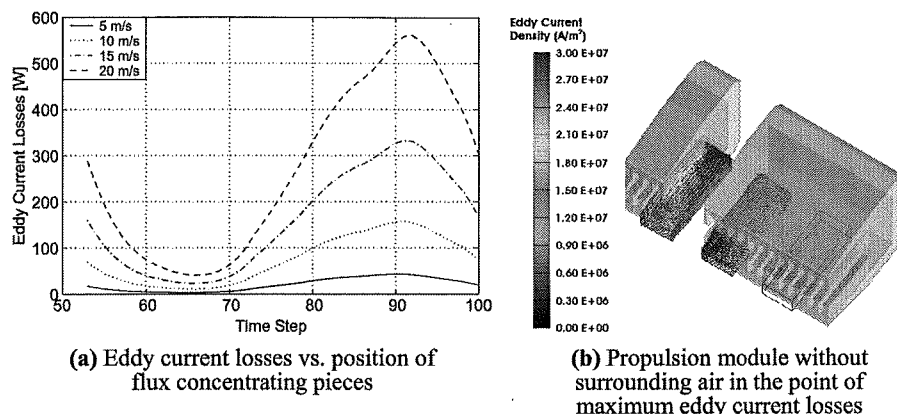 Eddy Current Losses [W]
600
500
400
300
200
100
0
5 m/s
10 m/s
15 m/s
20 m/s
50
60
70
80
90
100
Time Step
(a) Eddy current losses vs. position of
flux concentrating pieces
Eddy Current
Density (A/m²)
3.00 E+07
2.70 E+07
2.40 E+07
2.10 E+07
1.80 E+07
1.50 E+07
1.20 E+07
0.90 E+06
0.60 E+06
0.30 E+06
0.00 E+00
(b) Propulsion module without
surrounding air in the point of
maximum eddy current losses